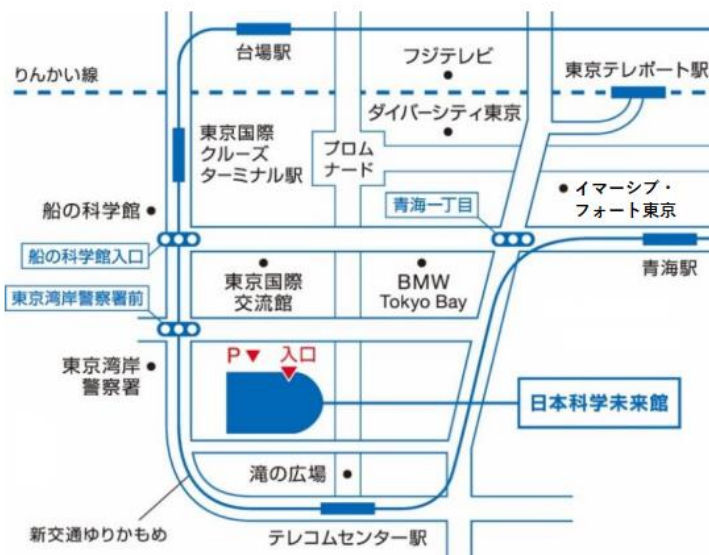 台場駅
フジテレビ
りんかい線
東京テレポート駅
ダイバーシティ東京
東京国際
クルーズ
ターミナル駅
プロム
ナード
イマーシブ・
フォート東京
船の科学館
青海一丁目
船の科学館入口
東京国際
交流館
BMW
Tokyo Bay
青海駅
東京湾岸警察署前
P 入口
東京湾岸
警察署
日本科学未来館
滝の広場
新交通ゆりかもめ
テレコムセンター駅